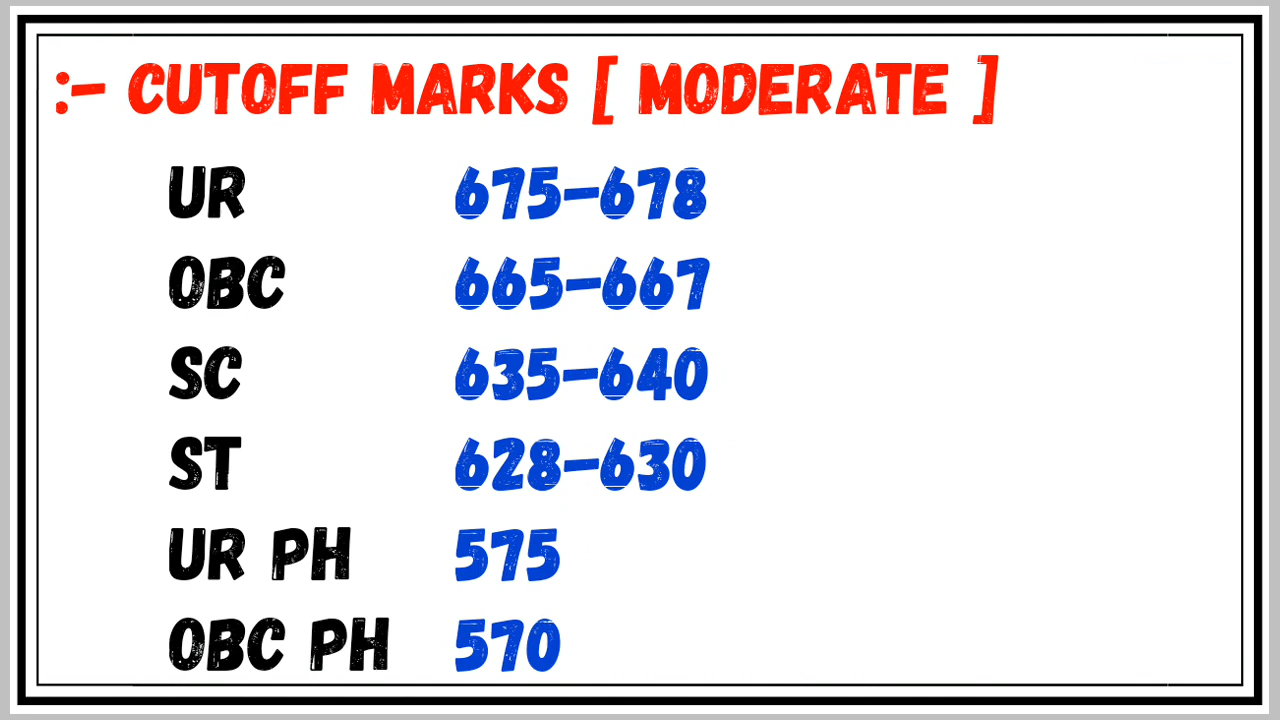 :- CUTOFF MARKS [ MODERATE ]
UR 675-678
OBC 665-667
SC 635-640
ST 628-630
UR PH 575
OBC PH 570